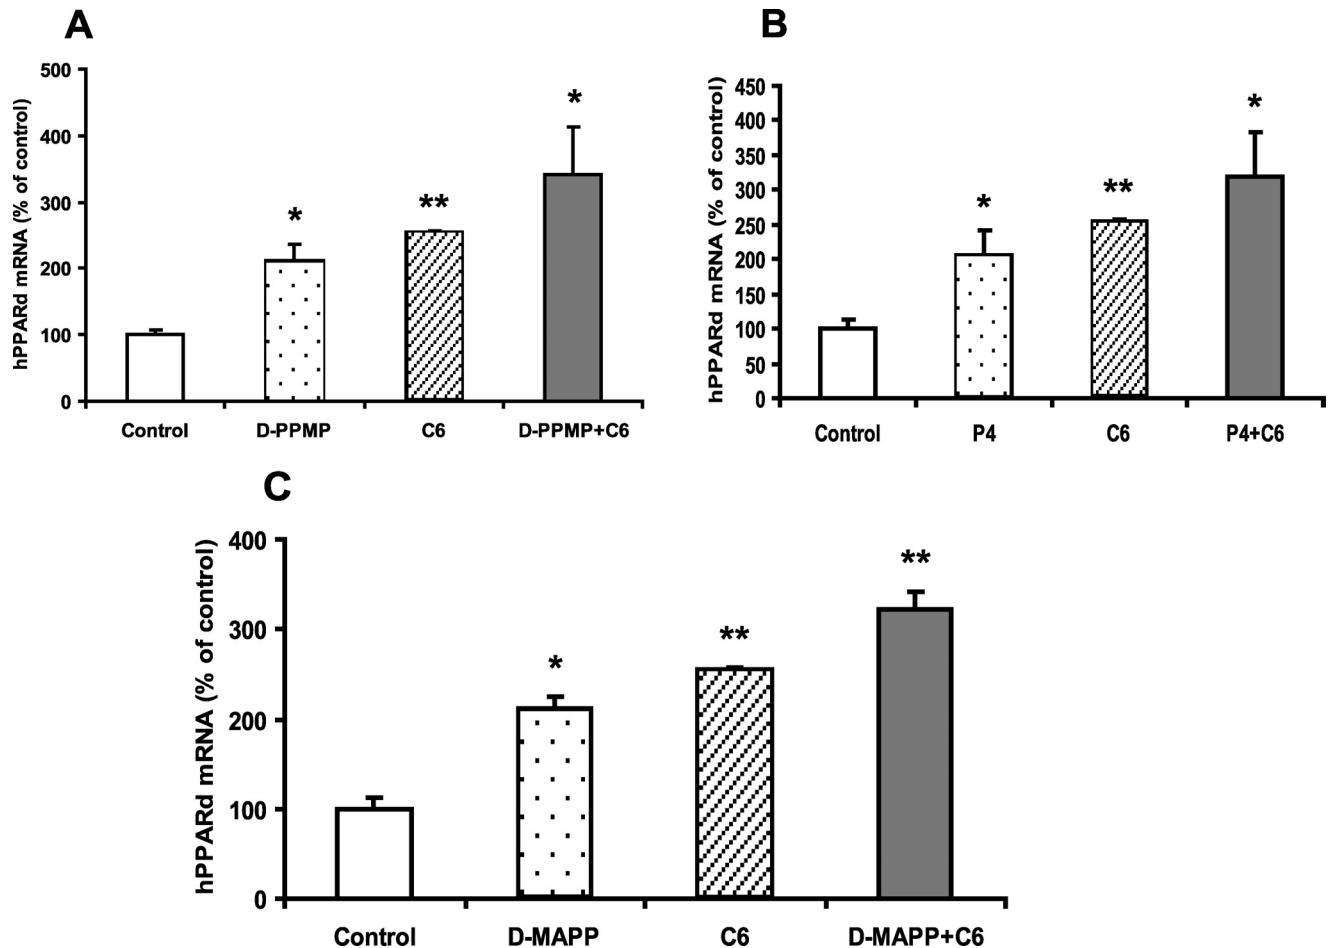 A
hPPARd mRNA (% of control)
500
400
300
200
100
0
*
**
*
Control
D-PPMP
C6
D-PPMP+C6
B
hPPARd mRNA (% of control)
450
400
350
300
250
200
150
100
50
0
*
**
*
Control
P4
C6
P4+C6
C
hPPARd mRNA (% of control)
400
300
200
100
0
*
**
**
Control
D-MAPP
C6
D-MAPP+C6